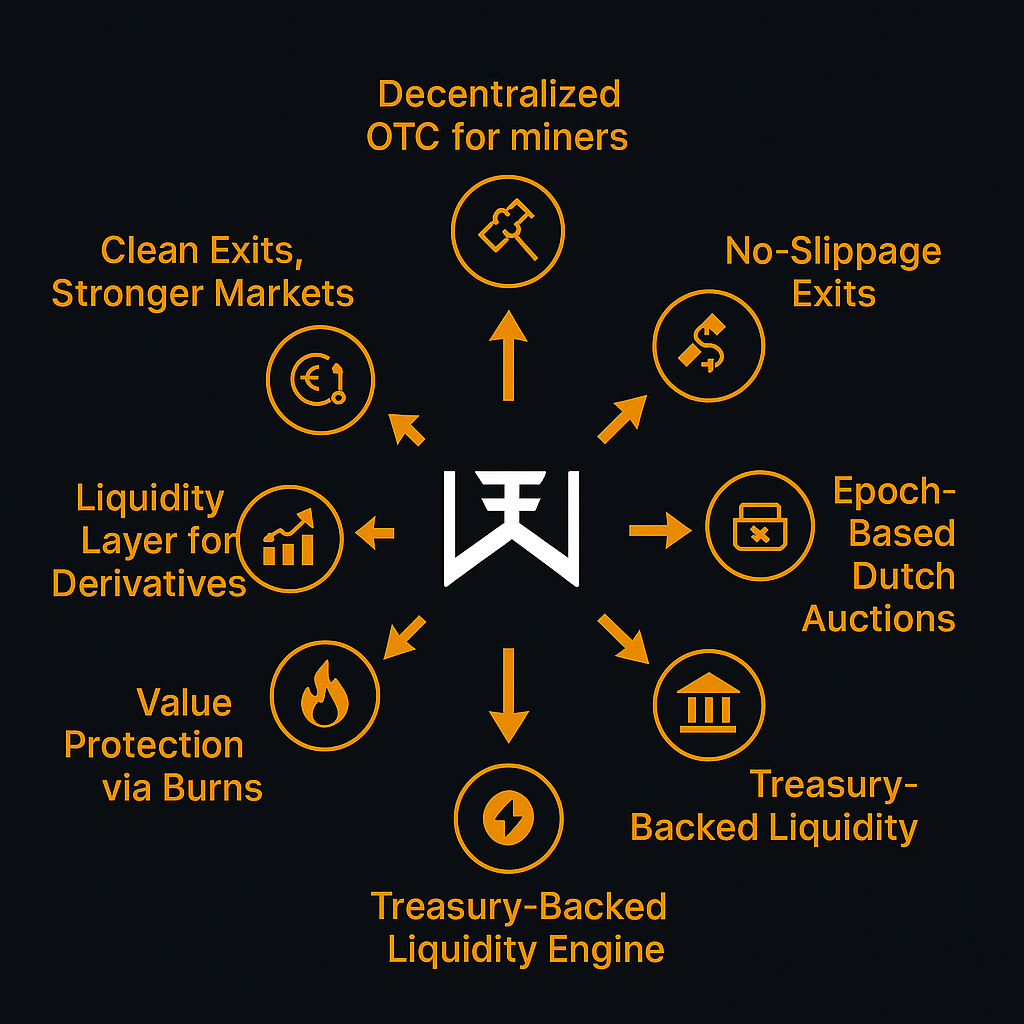 Decentralized
OTC for miners
Clean Exits,
Stronger Markets
No-Slippage
Exits
Liquidity
Layer for
Derivatives
Epoch-
Based
Dutch
Auctions
Value
Protection
via Burns
Treasury-
Backed Liquidity
Treasury-Backed
Liquidity Engine